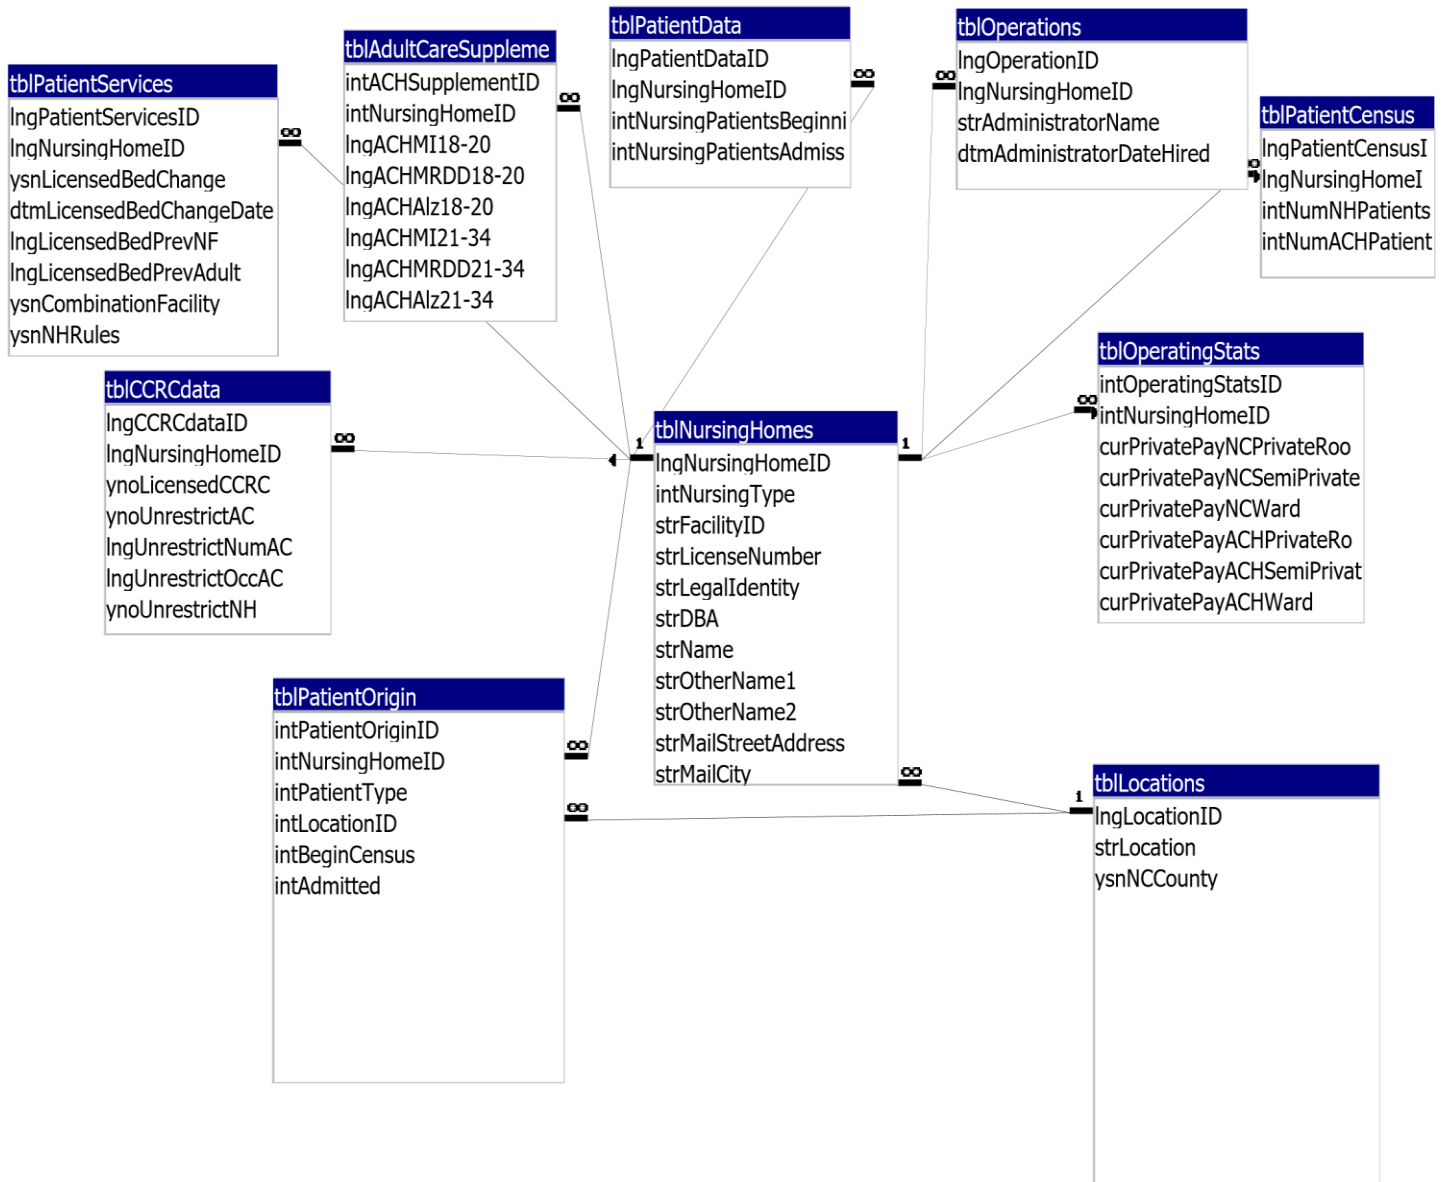 tblPatientServices
lngPatientServicesID
lngNursingHomeID
ysnLicensedBedChange
dtmLicensedBedChangeDate
lngLicensedBedPrevNF
lngLicensedBedPrevAdult
ysnCombinationFacility
ysnNHRules
∞
tblAdultCareSuppleme
intACHSupplementID
intNursingHomeID
lngACHMI18-20
lngACHMRDD18-20
lngACHAlz18-20
lngACHMI21-34
lngACHMRDD21-34
lngACHAlz21-34
∞
tblPatientData
lngPatientDataID
lngNursingHomeID
intNursingPatientsBeginni
intNursingPatientsAdmiss
∞
tblOperations
lngOperationID
lngNursingHomeID
strAdministratorName
dtmAdministratorDateHired
∞
tblPatientCensus
lngPatientCensusI
lngNursingHomeI
intNumNHPatients
intNumACHPatient
∞
tblCCRCdata
lngCCRCdataID
lngNursingHomeID
ynoLicensedCCRC
ynoUnrestrictAC
lngUnrestrictNumAC
lngUnrestrictOccAC
ynoUnrestrictNH
∞
1
tblNursingHomes
lngNursingHomeID
intNursingType
strFacilityID
strLicenseNumber
strLegalIdentity
strDBA
strName
strOtherName1
strOtherName2
strMailStreetAddress
strMailCity
1
∞
tblOperatingStats
intOperatingStatsID
intNursingHomeID
curPrivatePayNCPrivateRoo
curPrivatePayNCSemiPrivate
curPrivatePayNCWard
curPrivatePayACHPrivateRo
curPrivatePayACHSemiPrivat
curPrivatePayACHWard
∞
tblPatientOrigin
intPatientOriginID
intNursingHomeID
intPatientType
intLocationID
intBeginCensus
intAdmitted
∞
∞
1
tblLocations
lngLocationID
strLocation
ysnNCCounty